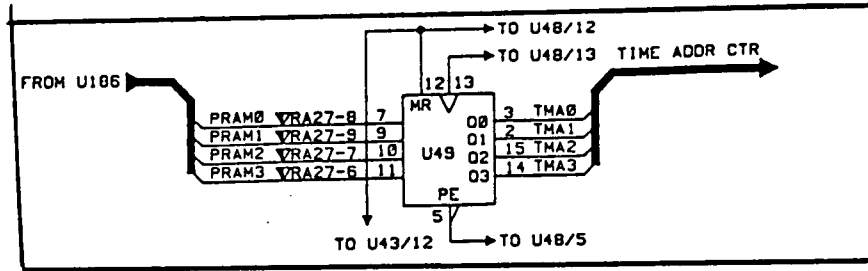 TO U48/12
TO U48/13
TIME ADDR CTR
FROM U186
12 13
MR
PRAM0 ∇RA27-8 7
PRAM1 ∇RA27-9 9
PRAM2 ∇RA27-7 10
PRAM3 ∇RA27-6 11
U49
O0 3 TMA0
O1 2 TMA1
O2 15 TMA2
O3 14 TMA3
PE
5
TO U43/12
TO U48/5